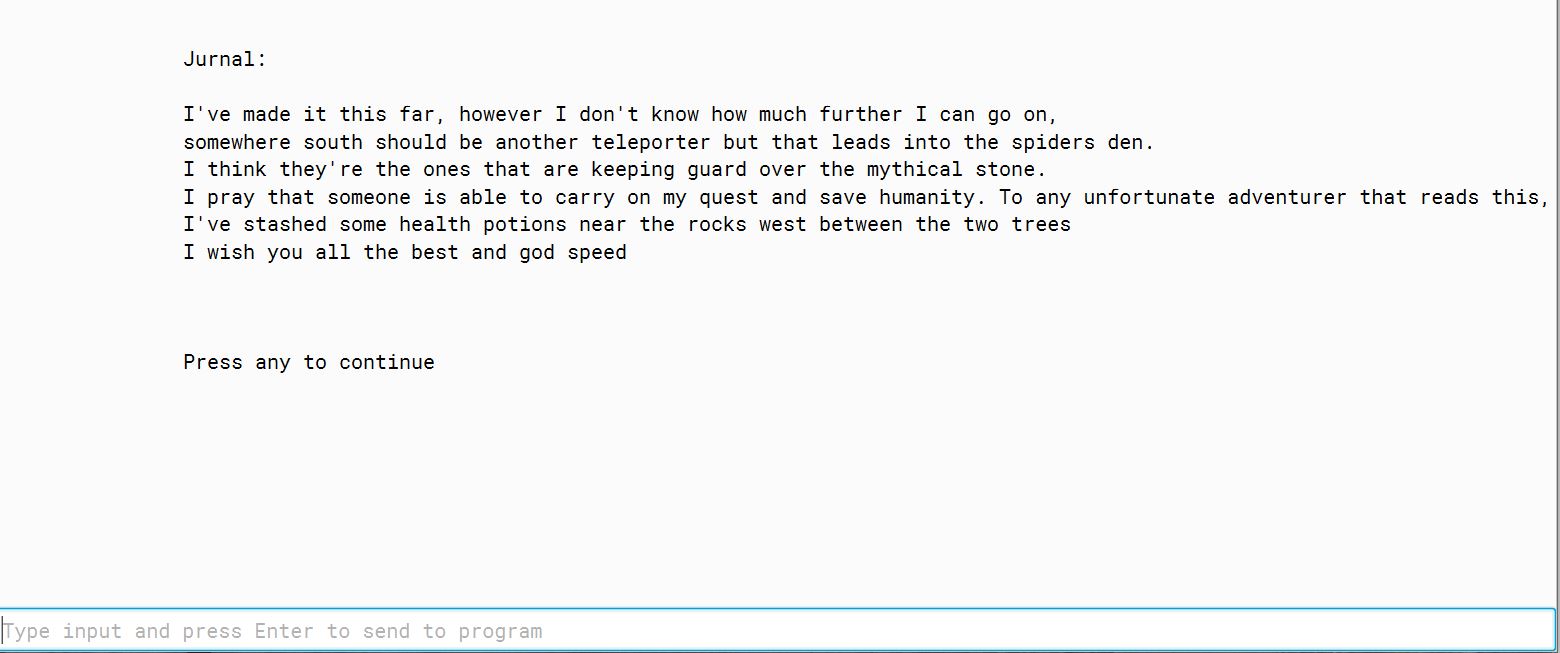 Jurnal:
I've made it this far, however I don't know how much further I can go on,
somewhere south should be another teleporter but that leads into the spiders den.
I think they're the ones that are keeping guard over the mythical stone.
I pray that someone is able to carry on my quest and save humanity. To any unfortunate adventurer that reads this,
I've stashed some health potions near the rocks west between the two trees
I wish you all the best and god speed
Press any to continue
Type input and press Enter to send to program